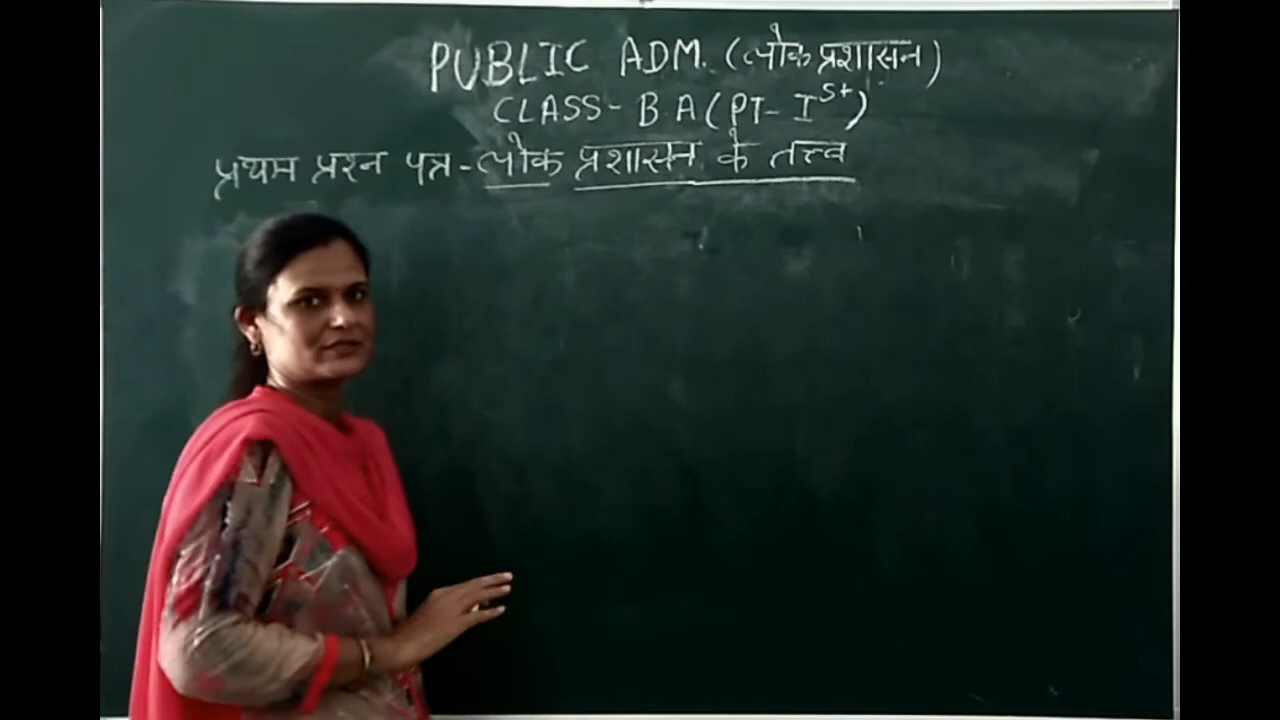 PUBLIC ADM. (लोक प्रशासन)
CLASS- B.A (PT- I St)
प्रथम प्रश्न पत्र - लोक प्रशासन के तत्त्व